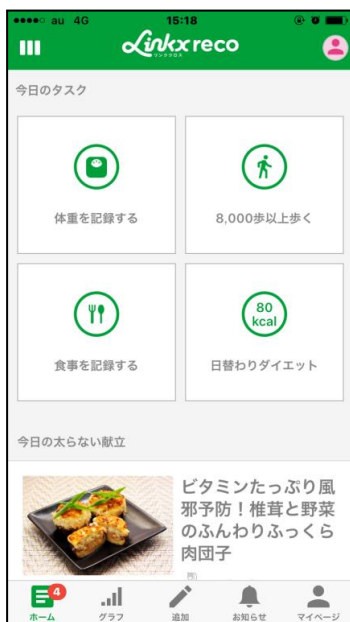 au 4G 15:18
Linkx reco
リンククロス
今日のタスク
体重を記録する
8,000歩以上歩く
食事を記録する
80
kcal
日替わりダイエット
今日の太らない献立
ビタミンたっぷり風
邪予防！椎茸と野菜
のふんわりふっくら
肉団子
4
ホーム
グラフ
追加
お知らせ
マイページ